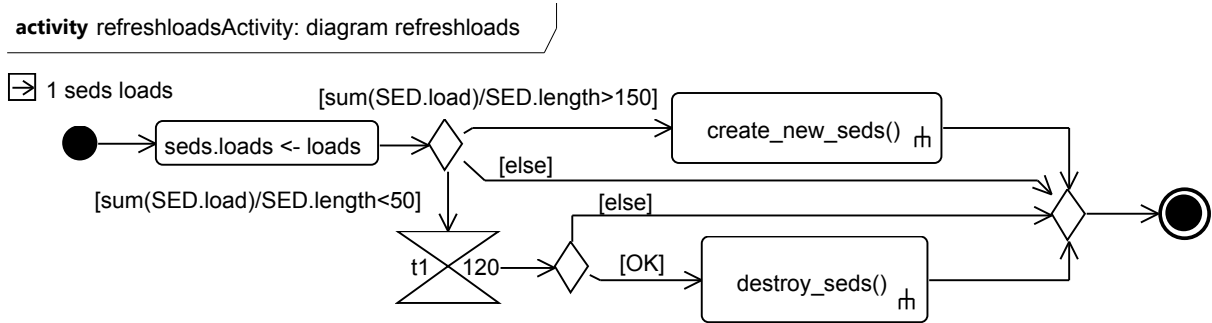 activity refreshloadsActivity: diagram refreshloads
1 seds loads
[sum(SED.load)/SED.length>150]
create_new_seds()
seds.loads <- loads
[else]
[sum(SED.load)/SED.length<50]
[else]
t1 120
[OK]
destroy_seds()